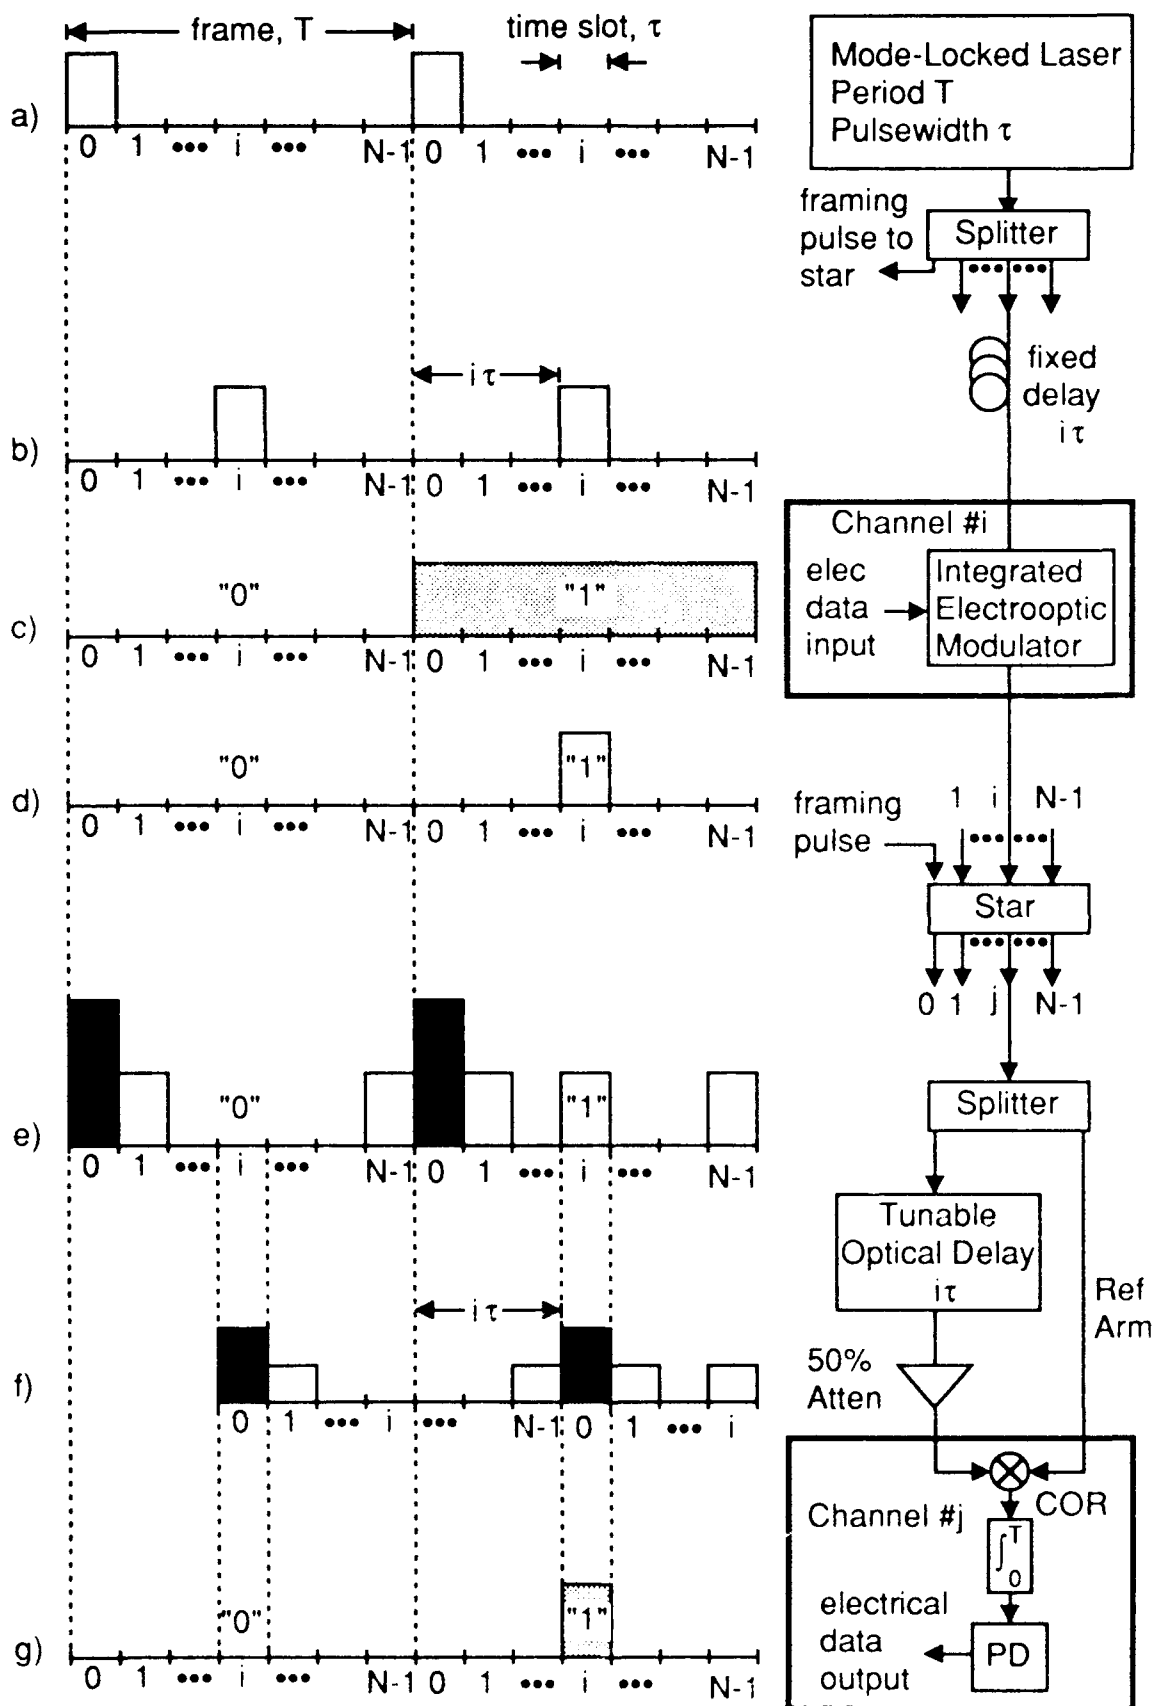 frame, T
time slot, τ
a)
0 1 ••• i ••• N-1 0 1 ••• i ••• N-1
iτ
b)
0 1 ••• i ••• N-1 0 1 ••• i ••• N-1
"0" "1"
c)
0 1 ••• i ••• N-1 0 1 ••• i ••• N-1
"0" "1"
d)
0 1 ••• i ••• N-1 0 1 ••• i ••• N-1
"0" "1"
e)
0 1 ••• i ••• N-1 0 1 ••• i ••• N-1
iτ
f)
0 1 ••• i ••• N-1 0 1 ••• i
"0" "1"
g)
0 1 ••• i ••• N-1 0 1 ••• i ••• N-1
Mode-Locked Laser
Period T
Pulsewidth τ
framing
pulse to
star
Splitter
••• •••
fixed
delay
iτ
Channel #i
elec
data
input
Integrated
Electrooptic
Modulator
framing
pulse
1 i N-1
••• •••
Star
••• •••
0 1 j N-1
Splitter
Tunable
Optical Delay
iτ
Ref
Arm
50%
Atten
COR
Channel #j
∫
T
0
electrical
data
output
PD